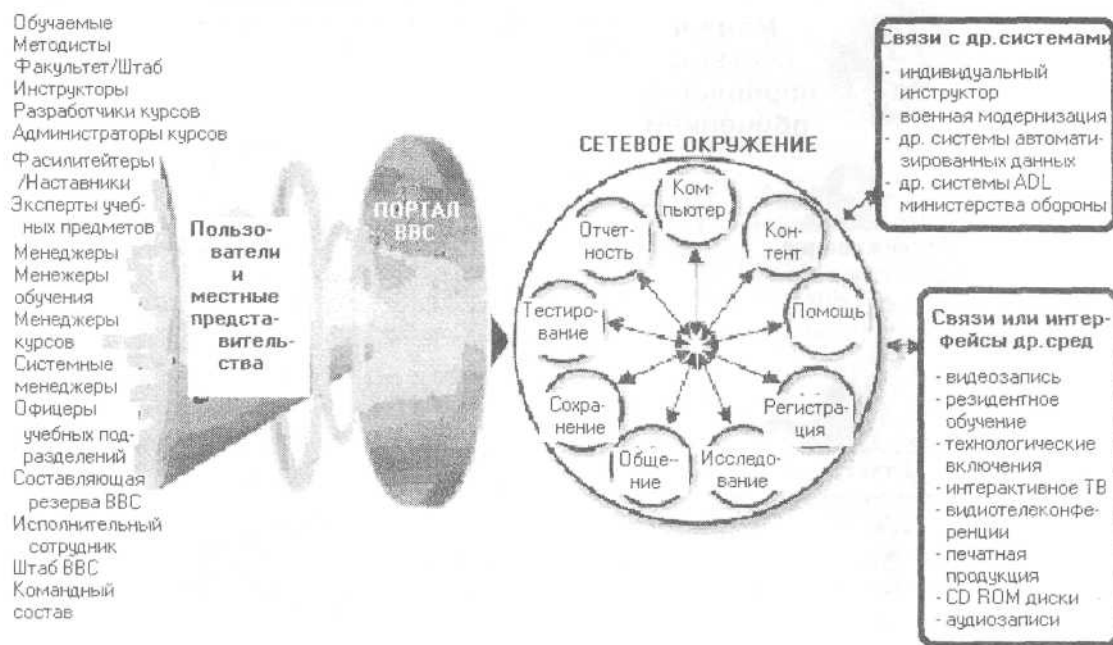 Обучаемые
Методисты
Факультет/Штаб
Инструкторы
Разработчики курсов
Администраторы курсов
Фасилитейтеры
/Наставники
Эксперты учеб-
ных предметов
Менеджеры
Менежеры
обучения
Менеджеры
курсов
Системные
менеджеры
Офицеры
учебных под-
разделений
Составляющая
резерва ВВС
Исполнительный
сотрудник
Штаб ВВС
Командный
состав
Пользо-
ватели
и
местные
предста-
витель-
ства
ПОРТАЛ
ВВС
СЕТЕВОЕ ОКРУЖЕНИЕ
Ком-
пьютер
Кон-
тент
Помощь
Регистра-
ция
Исследо-
вание
Обще-
ние
Сохра-
нение
Тестиро-
вание
Отчет-
ность
Связи с др.системами
- индивидуальный
инструктор
- военная модернизация
- др. системы автомати-
зированных данных
- др. системы ADL
министерства обороны
Связи или интер-
фейсы др.сред
- видеозапись
- резидентное
обучение
- технологические
включения
- интерактивное ТВ
- видиотелеконфе-
ренции
- печатная
продукция
- CD ROM диски
- аудиозаписи